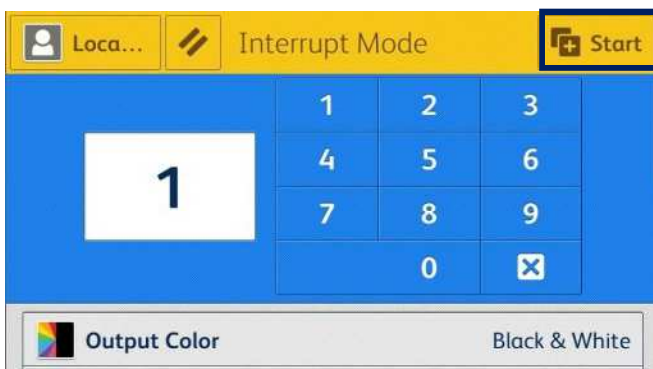 Loca... Interrupt Mode Start
1 2 3
1
4 5 6
7 8 9
0
Output Color Black & White